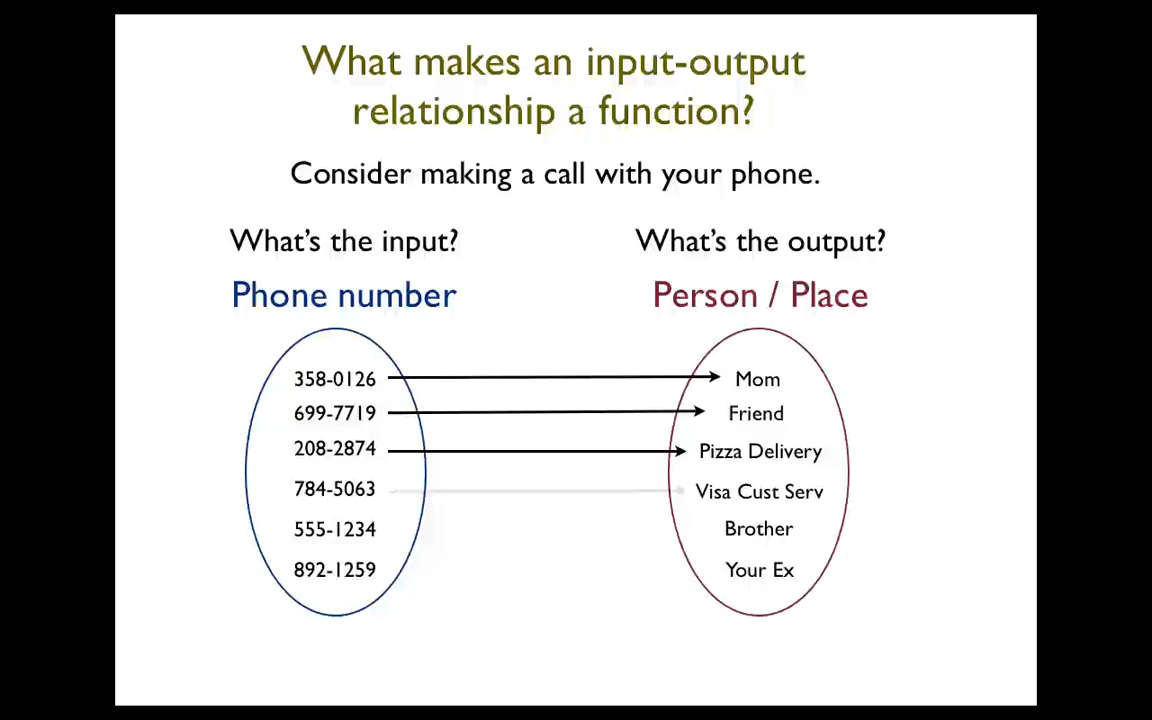 What makes an input-output
relationship a function?
Consider making a call with your phone.
What's the input?
What's the output?
Phone number
Person / Place
358-0126
Mom
699-7719
Friend
208-2874
Pizza Delivery
784-5063
Visa Cust Serv
555-1234
Brother
892-1259
Your Ex